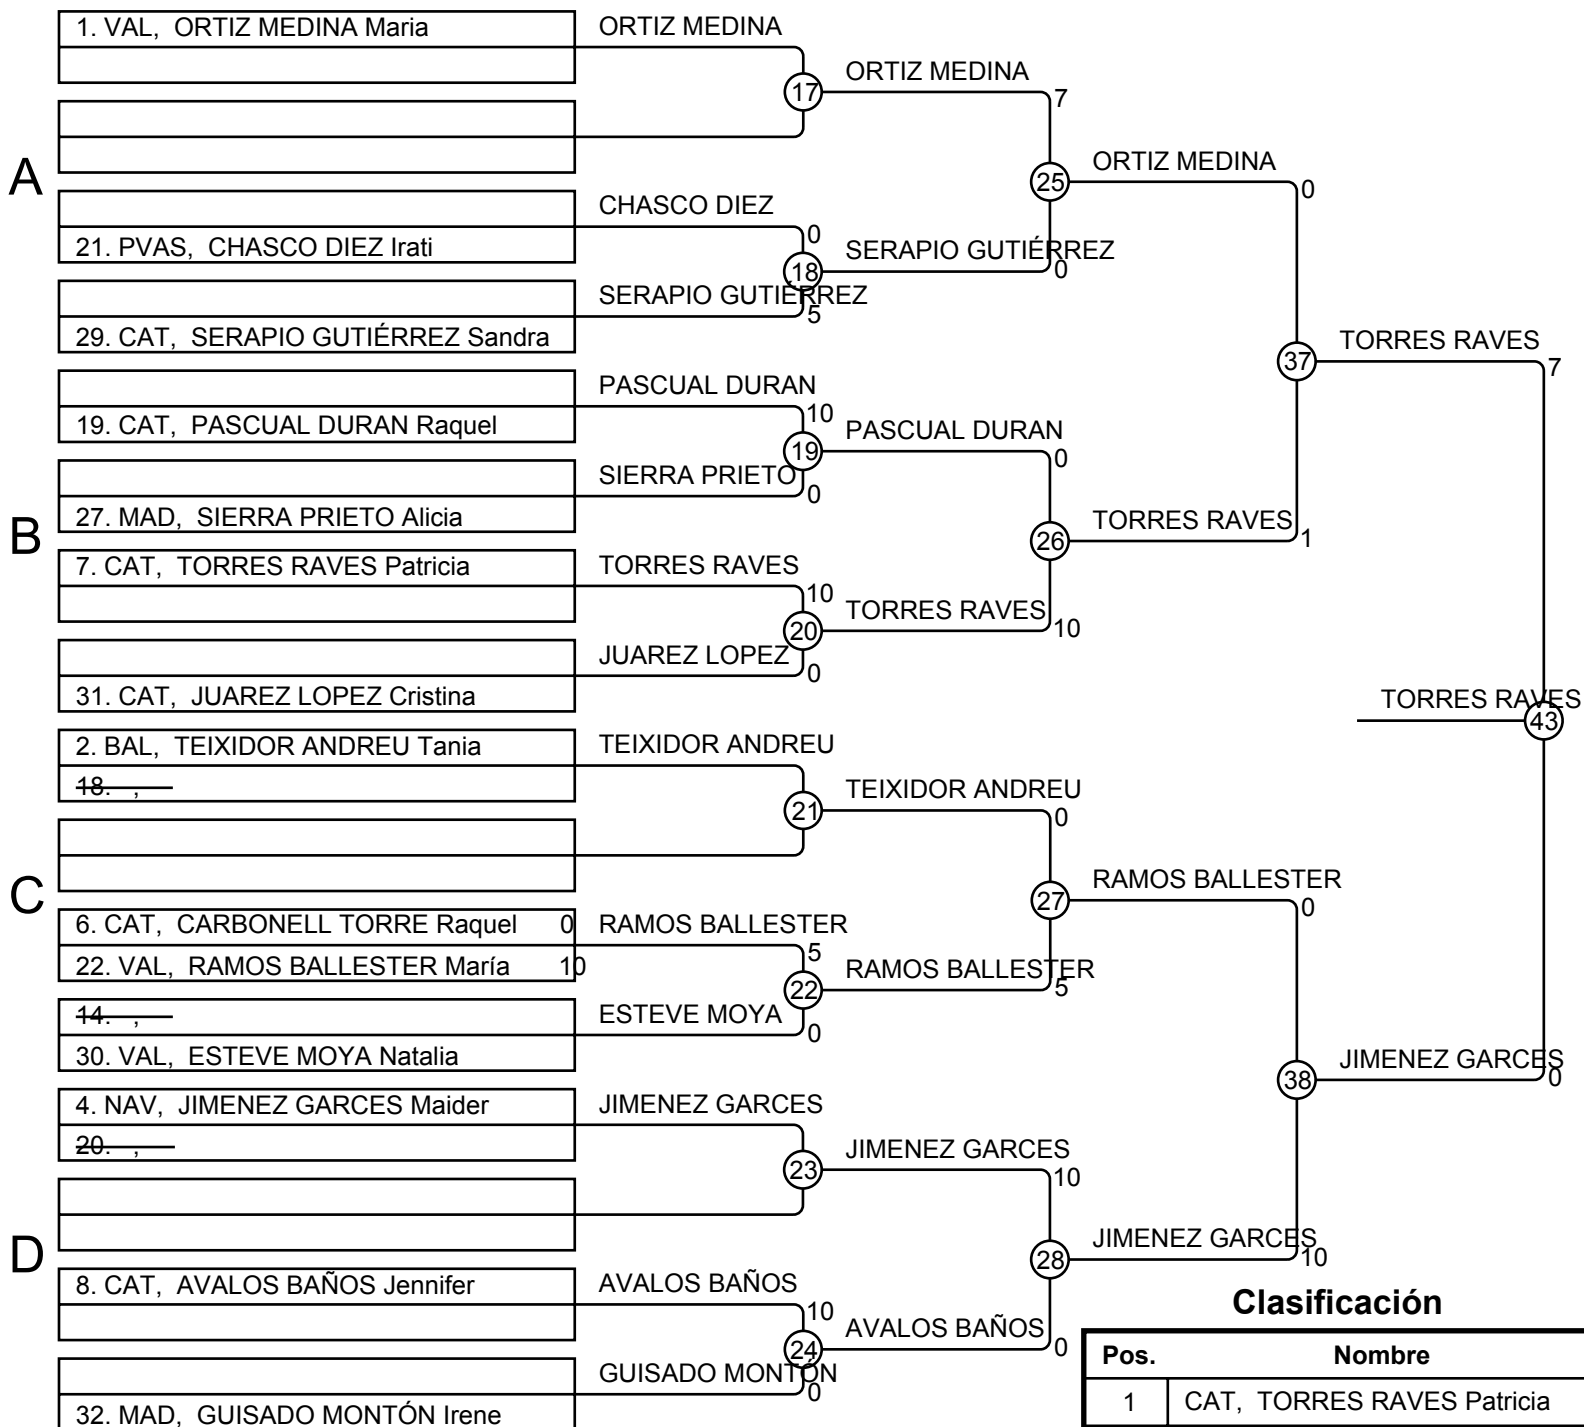 A
1. VAL, ORTIZ MEDINA Maria
21. PVAS, CHASCO DIEZ Irati
29. CAT, SERAPIO GUTIÉRREZ Sandra
B
19. CAT, PASCUAL DURAN Raquel
27. MAD, SIERRA PRIETO Alicia
7. CAT, TORRES RAVES Patricia
31. CAT, JUAREZ LOPEZ Cristina
C
2. BAL, TEIXIDOR ANDREU Tania
18. ,
6. CAT, CARBONELL TORRE Raquel 0
22. VAL, RAMOS BALLESTER María 10
14. ,
30. VAL, ESTEVE MOYA Natalia
D
4. NAV, JIMENEZ GARCES Maider
20. ,
8. CAT, AVALOS BAÑOS Jennifer
32. MAD, GUISADO MONTÓN Irene
ORTIZ MEDINA
17
CHASCO DIEZ
0
18
SERAPIO GUTIÉRREZ
5
PASCUAL DURAN
10
19
SIERRA PRIETO
0
TORRES RAVES
10
20
JUAREZ LOPEZ
0
TEIXIDOR ANDREU
21
RAMOS BALLESTER
5
22
ESTEVE MOYA
0
JIMENEZ GARCES
23
AVALOS BAÑOS
10
24
GUISADO MONTÓN
0
ORTIZ MEDINA
7
25
SERAPIO GUTIÉRREZ
0
PASCUAL DURAN
0
26
TORRES RAVES
10
TEIXIDOR ANDREU
0
27
RAMOS BALLESTER
5
JIMENEZ GARCES
10
28
AVALOS BAÑOS
0
ORTIZ MEDINA
0
37
TORRES RAVES
1
RAMOS BALLESTER
0
38
JIMENEZ GARCES
10
TORRES RAVES
7
TORRES RAVES
43
JIMENEZ GARCES
0
Clasificación
Pos. Nombre
1 CAT, TORRES RAVES Patricia